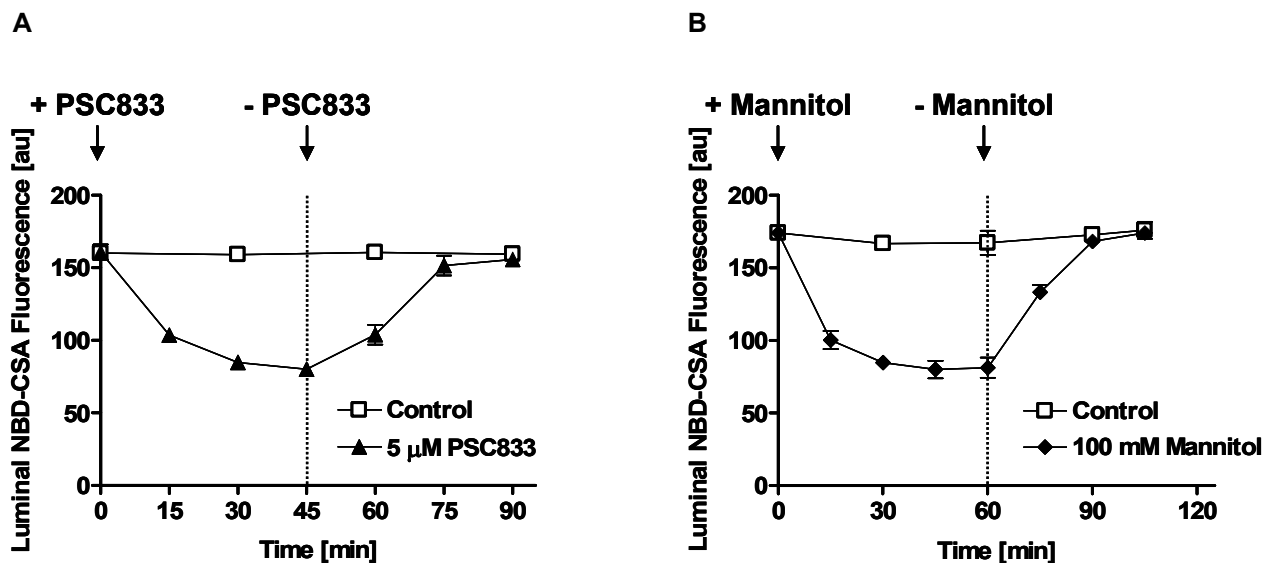 A
+ PSC833
- PSC833
Luminal NBD-CSA Fluorescence [au]
200
150
100
50
0
0 15 30 45 60 75 90
Time [min]
Control
5 μM PSC833
B
+ Mannitol
- Mannitol
Luminal NBD-CSA Fluorescence [au]
200
150
100
50
0
0 30 60 90 120
Time [min]
Control
100 mM Mannitol